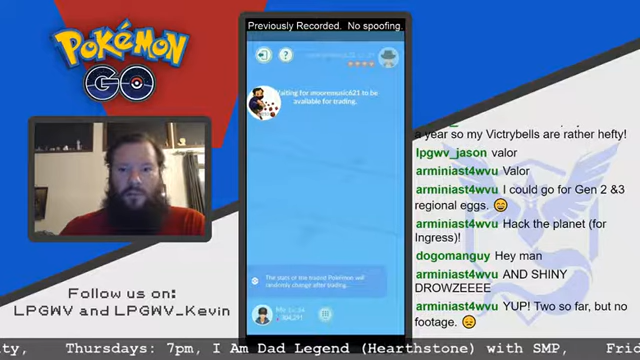 Previously Recorded. No spoofing
POKéMON
GO
?
aiting for mooremusic621 to be
available for trading.
The stats of the traded Pokémon will
randomly change after trading.
Follow us on:
LPGWV and LPGWV_Kevin
a year so my Victrybells are rather hefty!
lpgwv_jason valor
arminiast4wvu Valor
arminiast4wvu I could go for Gen 2 &3
regional eggs.
arminiast4wvu Hack the planet (for
Ingress)!
dogomanguy Hey man
arminiast4wvu AND SHINY
DROWZEEEE
arminiast4wvu YUP! Two so far, but no
footage.
ty, Thursdays: 7pm, I Am Dad Legend (Hearthstone) with SMP, Frid